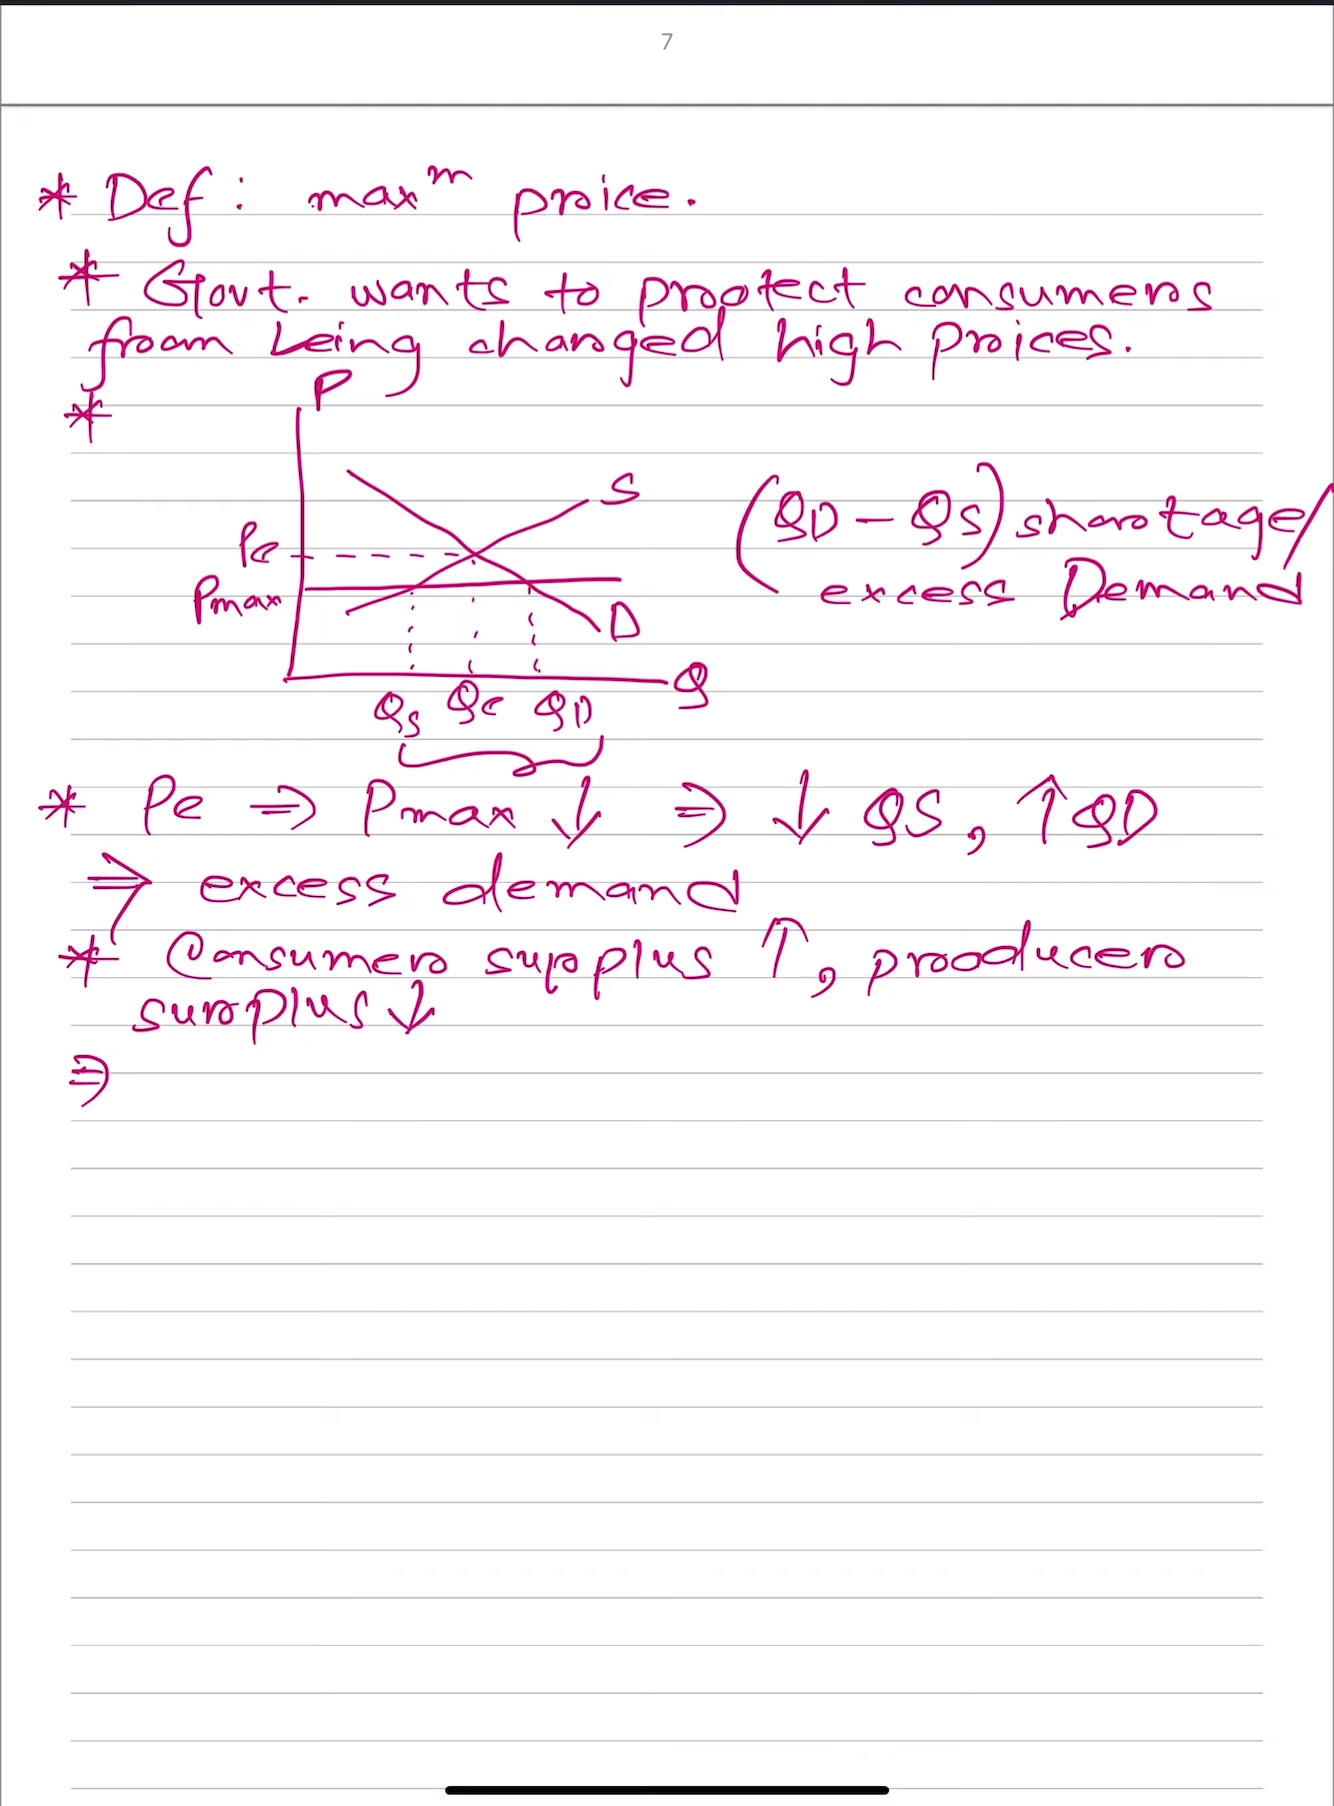 7
* Def: maxᵐ price.
* Govt. wants to protect consumers
from being charged high prices.
*
P
S
Pe
Pmax
D
Q
Qs Qe QD
(QD - QS) shortage/
excess Demand
* Pe ⇒ Pmax ↓ ⇒ ↓ QS, ↑ QD
⇒ excess demand
* Consumer surplus ↑, producer
surplus ↓
⇒